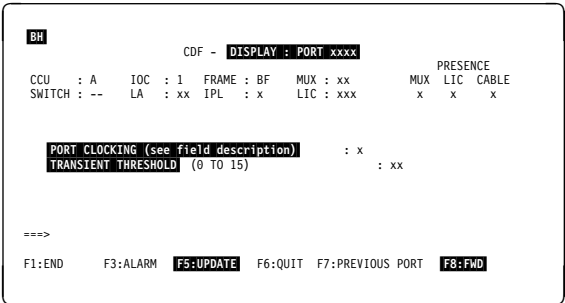 BH
CDF - DISPLAY : PORT xxxx
PRESENCE
CCU : A IOC : 1 FRAME : BF MUX : xx MUX LIC CABLE
SWITCH : -- LA : xx IPL : x LIC : xxx x x x
PORT CLOCKING (see field description) : x
TRANSIENT THRESHOLD (0 TO 15) : xx
===>
F1:END F3:ALARM F5:UPDATE F6:QUIT F7:PREVIOUS PORT F8:FWD